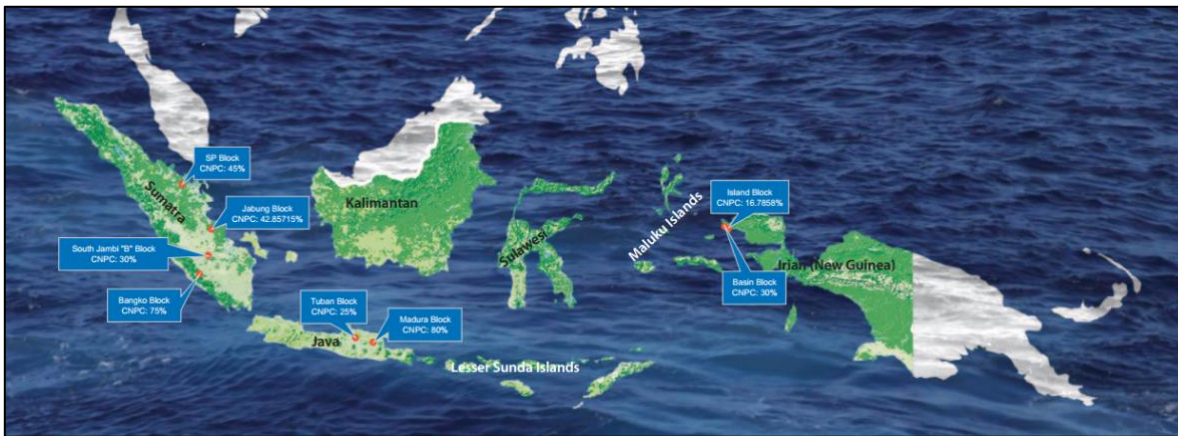 SP Block
CNPC: 45%
Sumatra
Jabung Block
CNPC: 42.85715%
South Jambi "B" Block
CNPC: 30%
Bangko Block
CNPC: 75%
Kalimantan
Sulawesi
Maluku Islands
Island Block
CNPC: 16.7858%
Irian (New Guinea)
Basin Block
CNPC: 30%
Tuban Block
CNPC: 25%
Madura Block
CNPC: 80%
Java
Lesser Sunda Islands